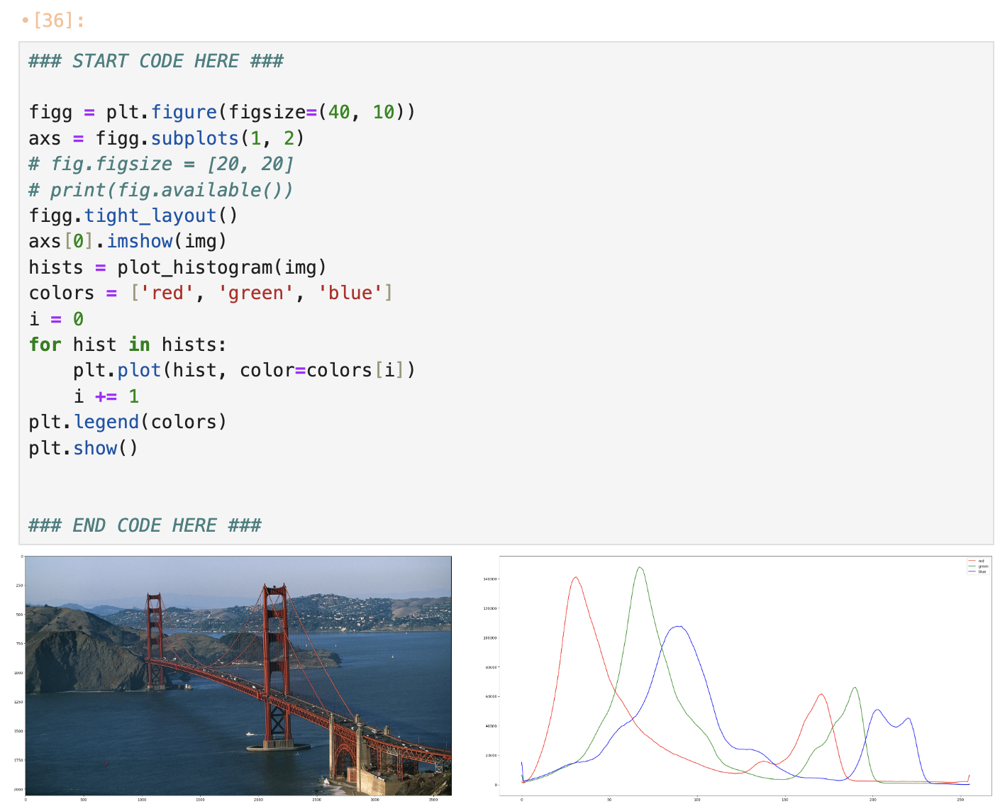 •[36]:
### START CODE HERE ###
figg = plt.figure(figsize=(40, 10))
axs = figg.subplots(1, 2)
# fig.figsize = [20, 20]
# print(fig.available())
figg.tight_layout()
axs[0].imshow(img)
hists = plot_histogram(img)
colors = ['red', 'green', 'blue']
i = 0
for hist in hists:
    plt.plot(hist, color=colors[i])
    i += 1
plt.legend(colors)
plt.show()
### END CODE HERE ###
0
250
500
750
1000
1250
1500
1750
2000
0 500 1000 1500 2000 2500 3000 3500
red
green
blue
140000
120000
100000
80000
60000
40000
20000
0
0 50 100 150 200 250